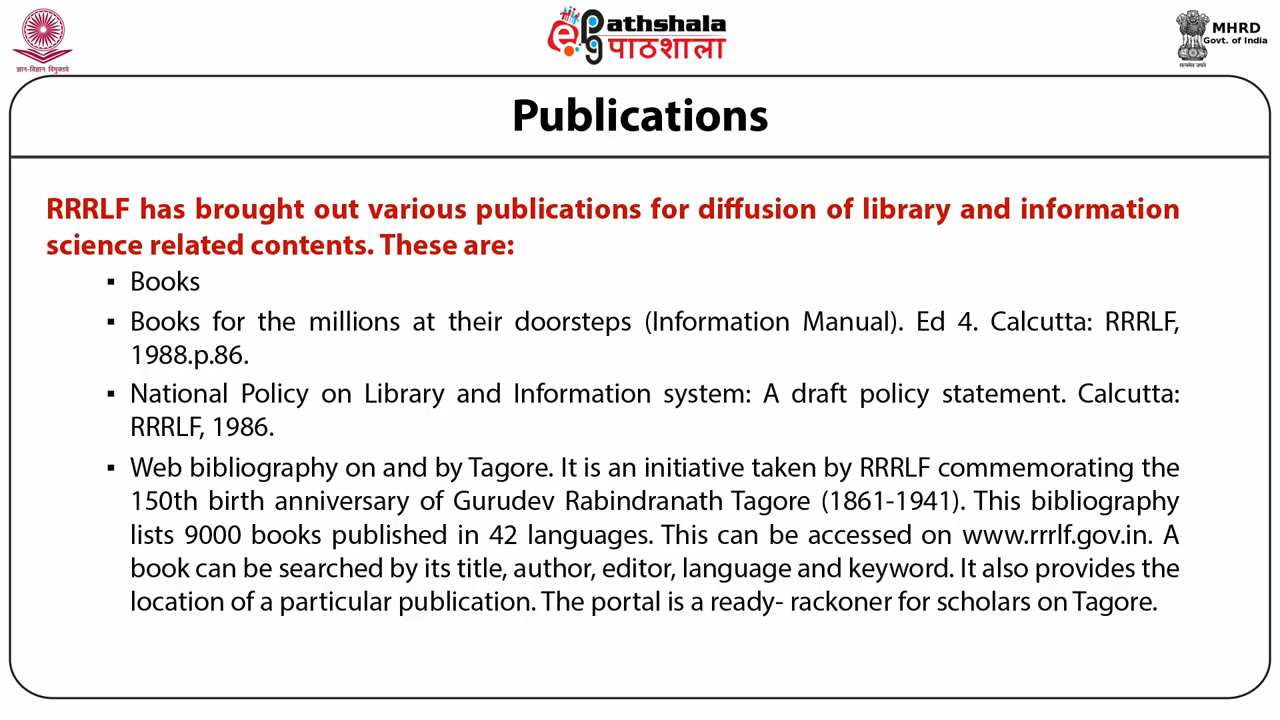 ज्ञान-विज्ञान विमुक्तये
epathshala
पाठशाला
MHRD
Govt. of India
सत्यमेव जयते
Publications
RRRLF has brought out various publications for diffusion of library and information
science related contents. These are:
▪ Books
▪ Books for the millions at their doorsteps (Information Manual). Ed 4. Calcutta: RRRLF,
1988.p.86.
▪ National Policy on Library and Information system: A draft policy statement. Calcutta:
RRRLF, 1986.
▪ Web bibliography on and by Tagore. It is an initiative taken by RRRLF commemorating the
150th birth anniversary of Gurudev Rabindranath Tagore (1861-1941). This bibliography
lists 9000 books published in 42 languages. This can be accessed on www.rrrlf.gov.in. A
book can be searched by its title, author, editor, language and keyword. It also provides the
location of a particular publication. The portal is a ready- rackoner for scholars on Tagore.